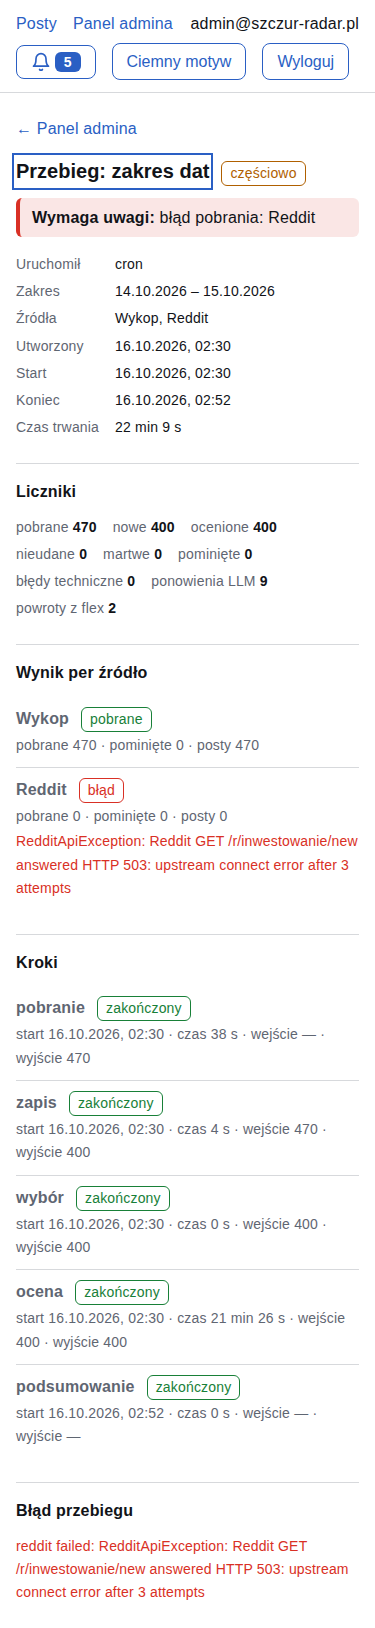 Posty Panel admina admin@szczur-radar.pl
5 Ciemny motyw Wyloguj
← Panel admina
Przebieg: zakres dat częściowo
Wymaga uwagi: błąd pobrania: Reddit
Uruchomił cron
Zakres 14.10.2026 – 15.10.2026
Źródła Wykop, Reddit
Utworzony 16.10.2026, 02:30
Start 16.10.2026, 02:30
Koniec 16.10.2026, 02:52
Czas trwania 22 min 9 s
Liczniki
pobrane 470 nowe 400 ocenione 400
nieudane 0 martwe 0 pominięte 0
błędy techniczne 0 ponowienia LLM 9
powroty z flex 2
Wynik per źródło
Wykop pobrane
pobrane 470 · pominięte 0 · posty 470
Reddit błąd
pobrane 0 · pominięte 0 · posty 0
RedditApiException: Reddit GET /r/inwestowanie/new
answered HTTP 503: upstream connect error after 3
attempts
Kroki
pobranie zakończony
start 16.10.2026, 02:30 · czas 38 s · wejście — ·
wyjście 470
zapis zakończony
start 16.10.2026, 02:30 · czas 4 s · wejście 470 ·
wyjście 400
wybór zakończony
start 16.10.2026, 02:30 · czas 0 s · wejście 400 ·
wyjście 400
ocena zakończony
start 16.10.2026, 02:30 · czas 21 min 26 s · wejście
400 · wyjście 400
podsumowanie zakończony
start 16.10.2026, 02:52 · czas 0 s · wejście — ·
wyjście —
Błąd przebiegu
reddit failed: RedditApiException: Reddit GET
/r/inwestowanie/new answered HTTP 503: upstream
connect error after 3 attempts